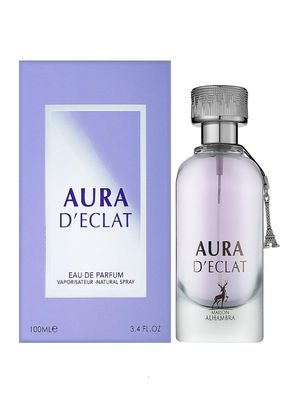 AURA
D'ECLAT
EAU DE PARFUM
VAPORISATEUR -NATURAL SPRAY
100ML℮
3.4 FL.OZ
AURA
D'ECLAT
MAISON
ALHAMBRA